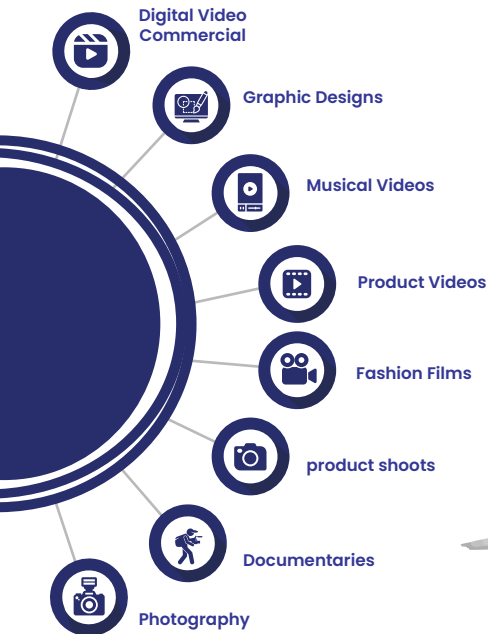 Digital Video
Commercial
Graphic Designs
Musical Videos
Product Videos
Fashion Films
product shoots
Documentaries
Photography